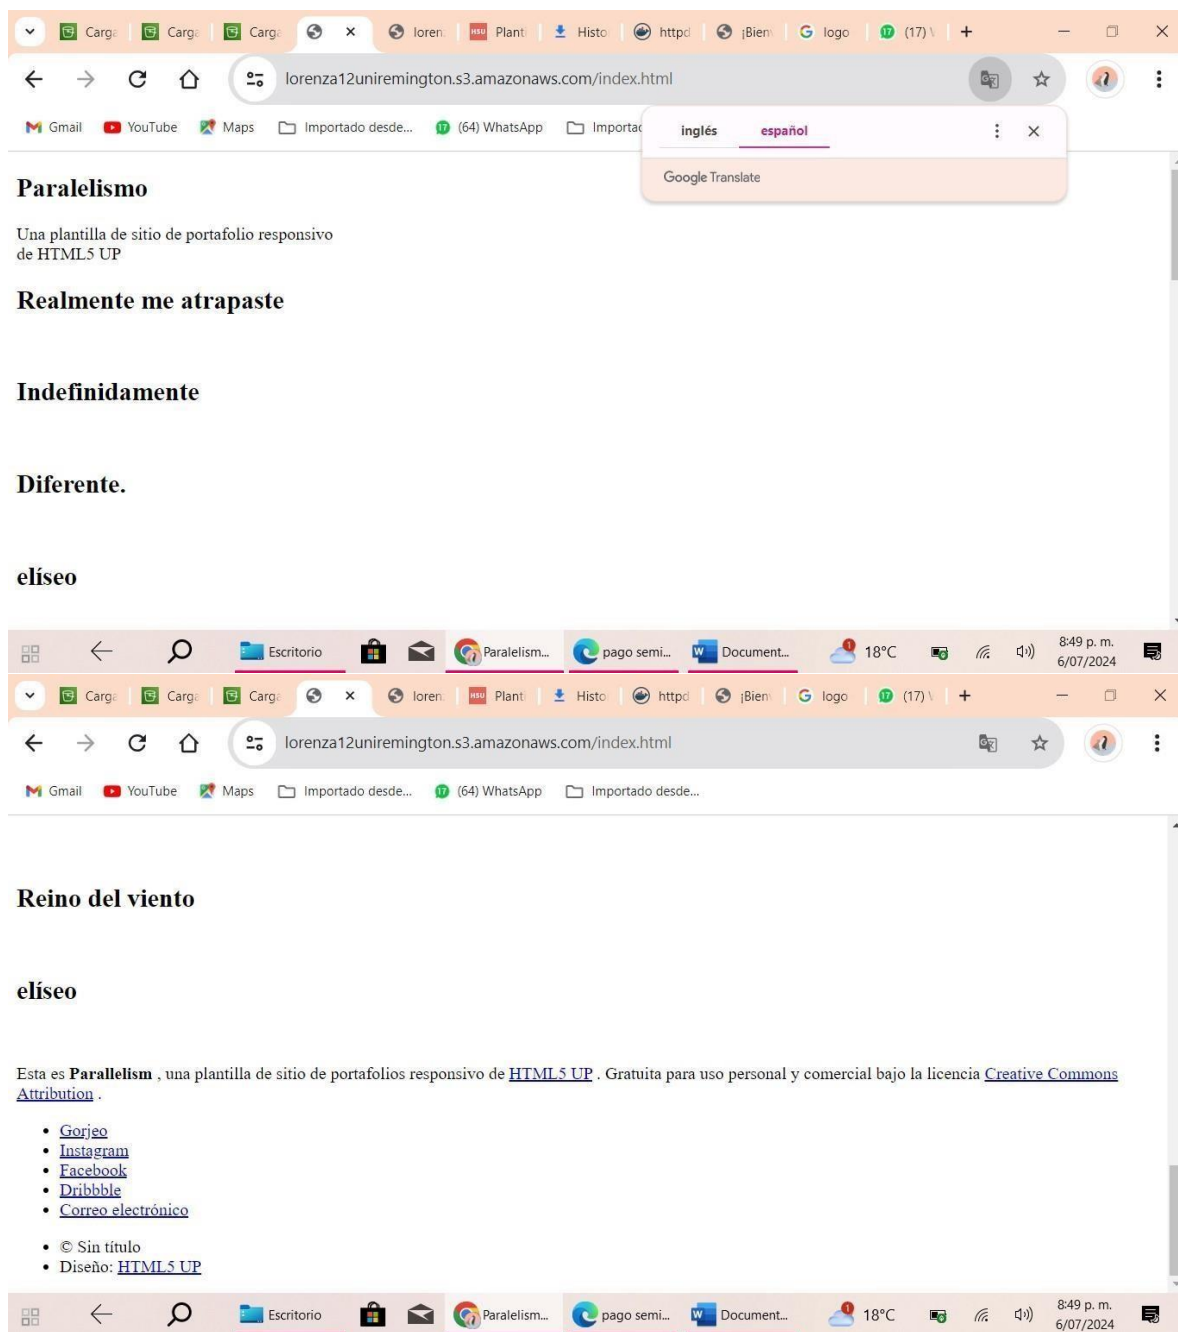 Carga Carga Carga loren. Planti Histo httpd ¡Bien logo (17)
lorenza12uniremington.s3.amazonaws.com/index.html
Gmail YouTube Maps Importado desde... (64) WhatsApp Importad
inglés español
Google Translate
Paralelismo
Una plantilla de sitio de portafolio responsivo
de HTML5 UP
Realmente me atrapaste
Indefinidamente
Diferente.
elíseo
Escritorio Paralelism... pago semi... Document... 18°C 8:49 p. m.
6/07/2024
Carga Carga Carga loren. Planti Histo httpd ¡Bien logo (17)
lorenza12uniremington.s3.amazonaws.com/index.html
Gmail YouTube Maps Importado desde... (64) WhatsApp Importado desde...
Reino del viento
elíseo
Esta es Parallelism , una plantilla de sitio de portafolios responsivo de HTML5 UP . Gratuita para uso personal y comercial bajo la licencia Creative Commons
Attribution .
Gorjeo
Instagram
Facebook
Dribbble
Correo electrónico
© Sin título
Diseño: HTML5 UP
Escritorio Paralelism... pago semi... Document... 18°C 8:49 p. m.
6/07/2024